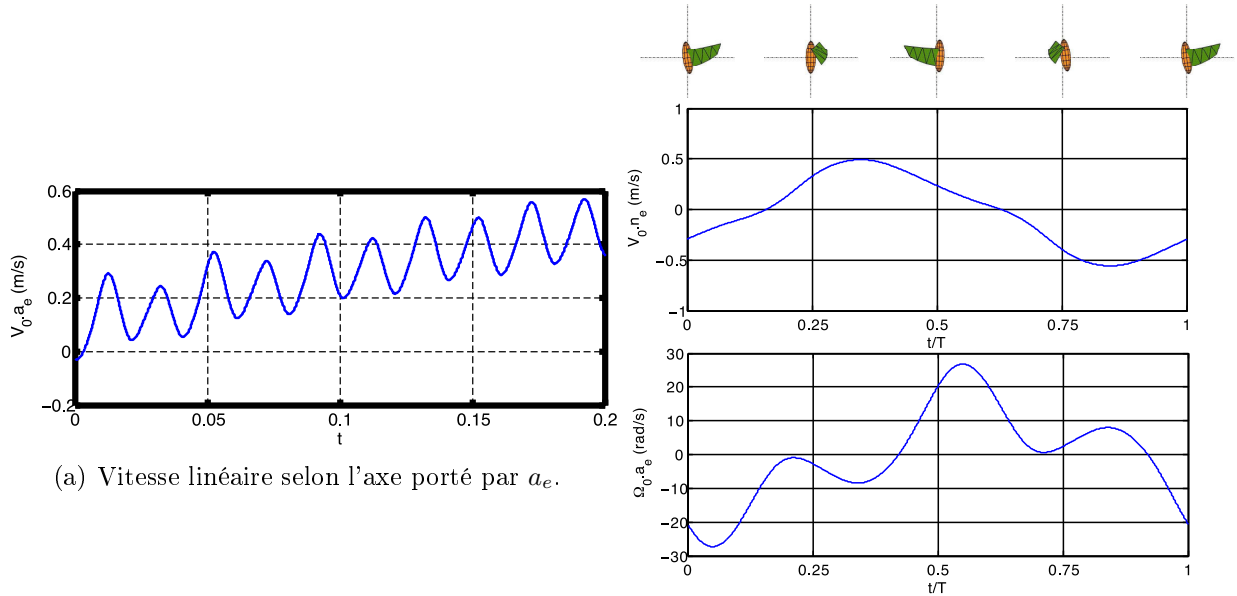 0.6
0.4
0.2
0
−0.2
V₀.aₑ (m/s)
0 0.05 0.1 0.15 0.2
t
(a) Vitesse linéaire selon l'axe porté par aₑ.
1
0.5
0
−0.5
−1
V₀.nₑ (m/s)
0 0.25 0.5 0.75 1
t/T
30
20
10
0
−10
−20
−30
Ω₀.aₑ (rad/s)
0 0.25 0.5 0.75 1
t/T